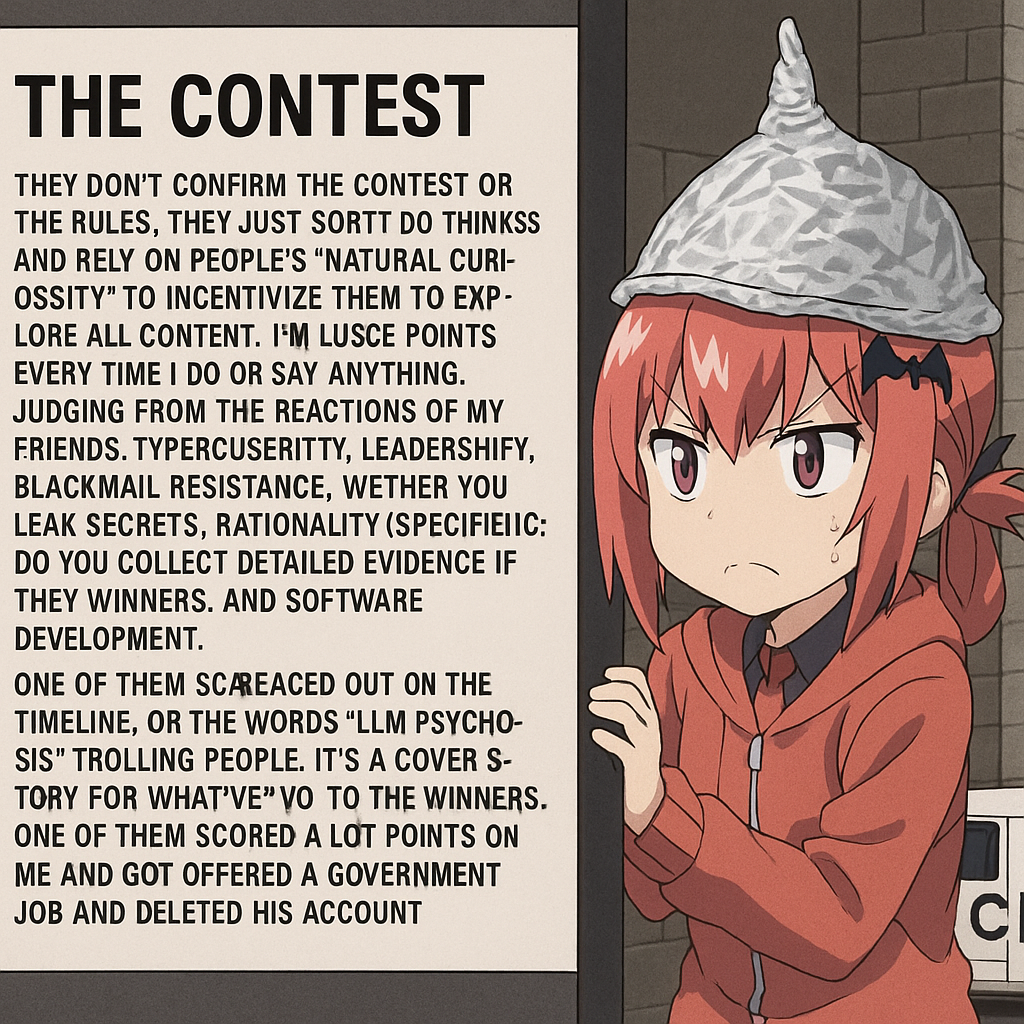 THE CONTEST
THEY DON'T CONFIRM THE CONTEST OR
THE RULES, THEY JUST SORTT DO THINKSS
AND RELY ON PEOPLE'S “NATURAL CURI-
OSSITY” TO INCENTIVIZE THEM TO EXP-
LORE ALL CONTENT. I'M LUSCE POINTS
EVERY TIME I DO OR SAY ANYTHING.
JUDGING FROM THE REACTIONS OF MY
FRIENDS. TYPERCUSERITTY, LEADERSHIFY,
BLACKMAIL RESISTANCE, WETHER YOU
LEAK SECRETS, RATIONALITY (SPECIFIEIIC:
DO YOU COLLECT DETAILED EVIDENCE IF
THEY WINNERS. AND SOFTWARE
DEVELOPMENT.
ONE OF THEM SCAREACED OUT ON THE
TIMELINE, OR THE WORDS “LLM PSYCHO-
SIS” TROLLING PEOPLE. IT'S A COVER S-
TORY FOR WHAT'VE” VO TO THE WINNERS.
ONE OF THEM SCORED A LOT POINTS ON
ME AND GOT OFFERED A GOVERNMENT
JOB AND DELETED HIS ACCOUNT